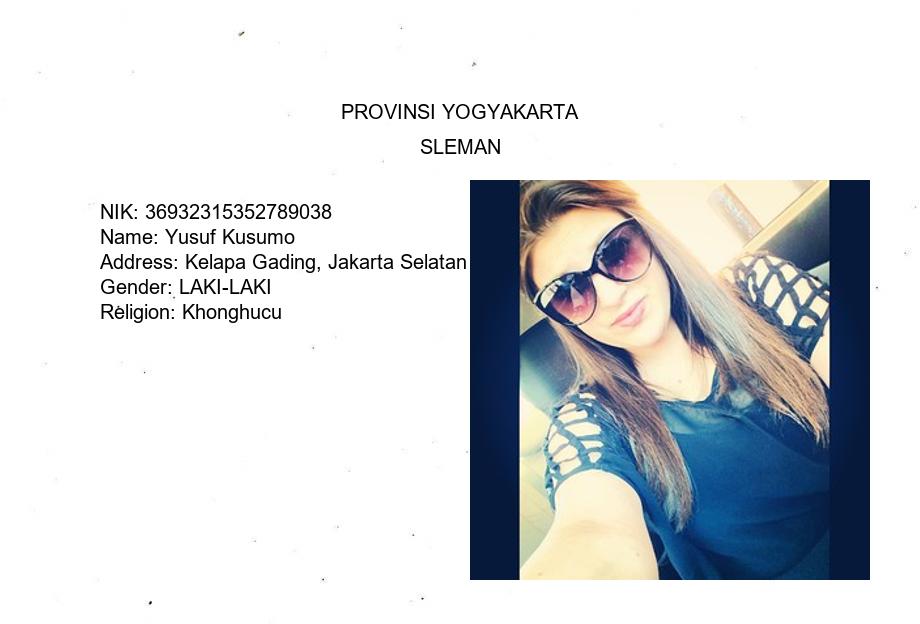 PROVINSI YOGYAKARTA
SLEMAN
NIK: 36932315352789038
Name: Yusuf Kusumo
Address: Kelapa Gading, Jakarta Selatan
Gender: LAKI-LAKI
Religion: Khonghucu